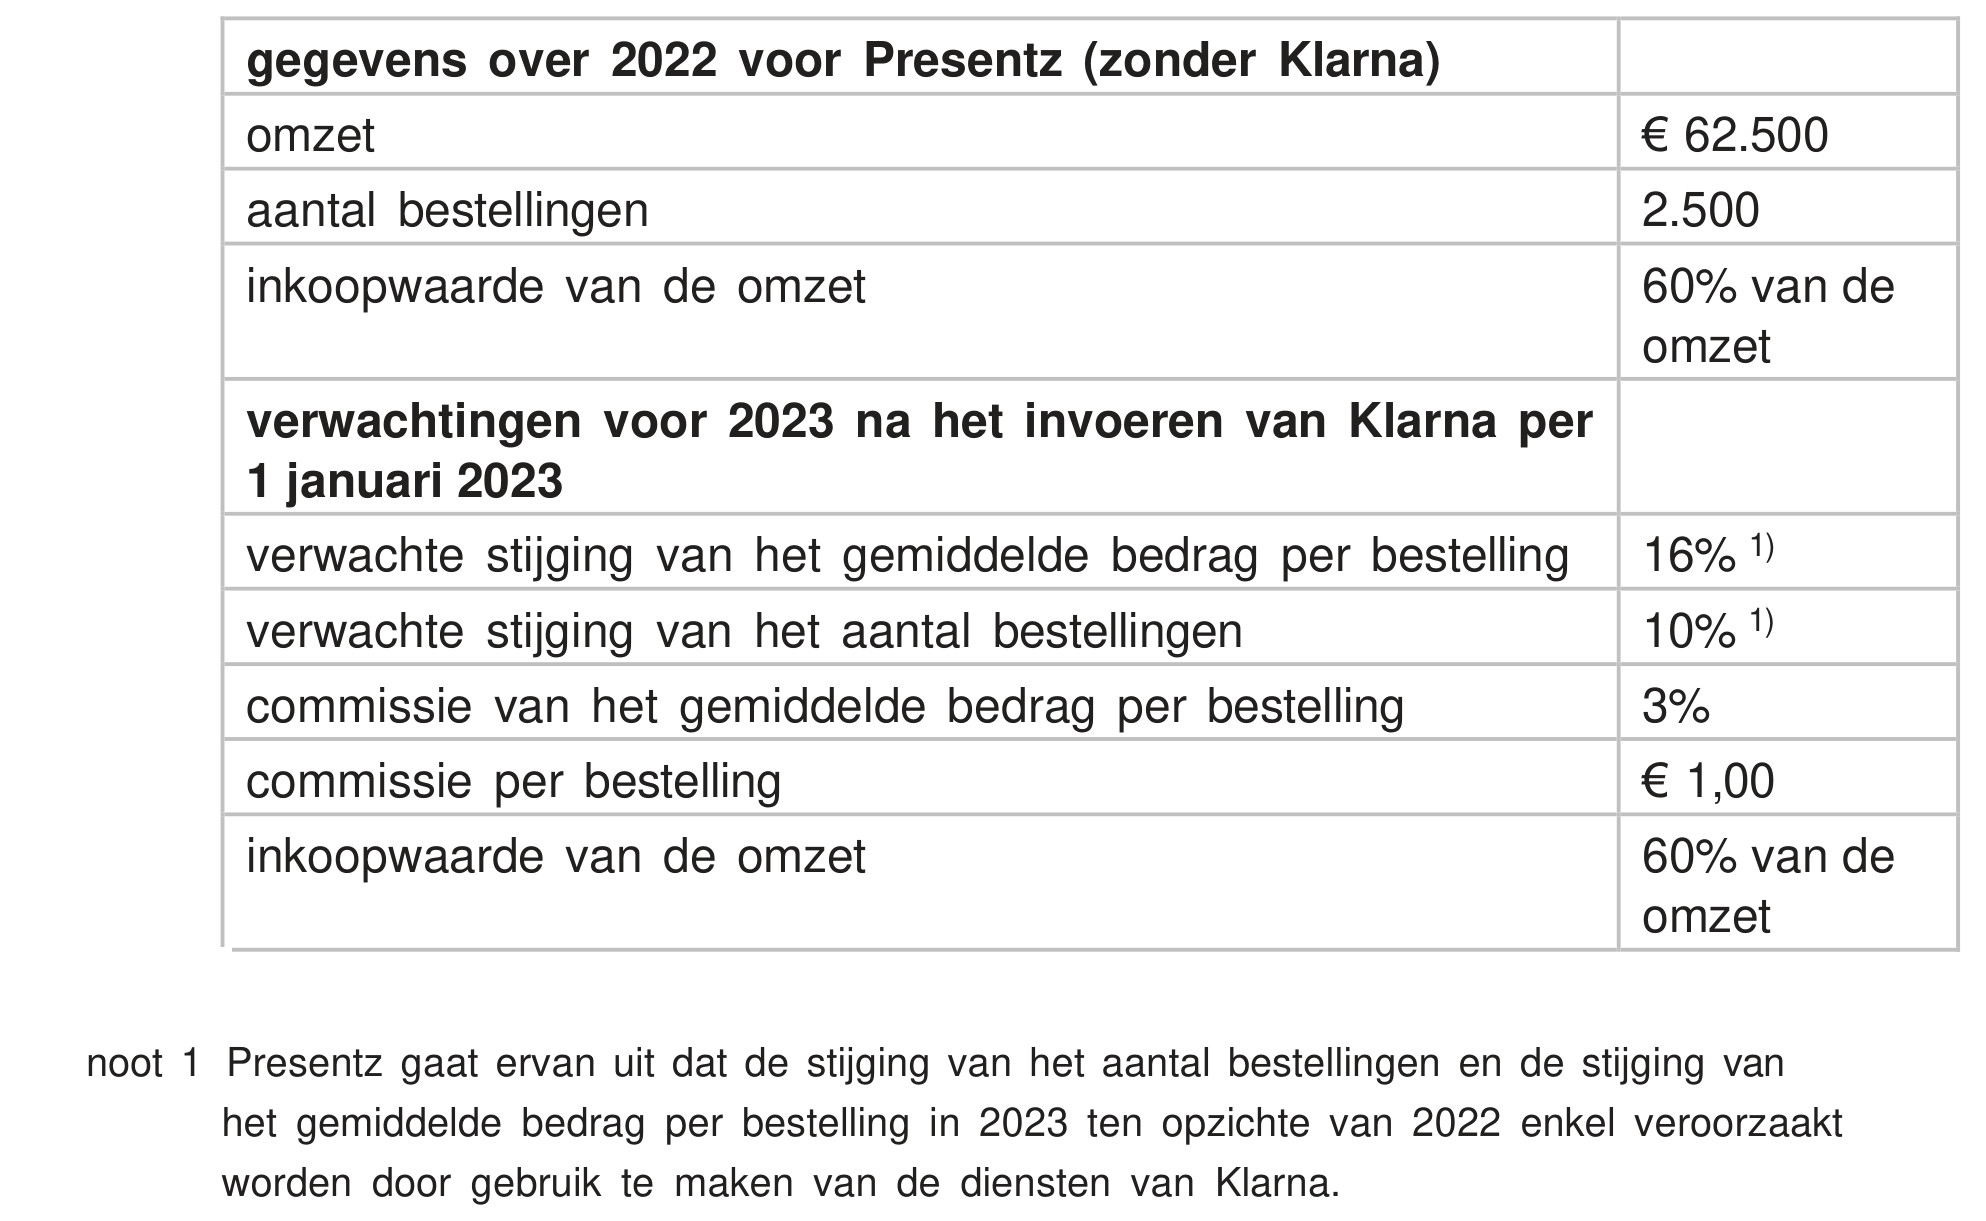 gegevens over 2022 voor Presentz (zonder Klarna)
omzet € 62.500
aantal bestellingen 2.500
inkoopwaarde van de omzet 60% van de
omzet
verwachtingen voor 2023 na het invoeren van Klarna per
1 januari 2023
verwachte stijging van het gemiddelde bedrag per bestelling 16% 1)
verwachte stijging van het aantal bestellingen 10% 1)
commissie van het gemiddelde bedrag per bestelling 3%
commissie per bestelling € 1,00
inkoopwaarde van de omzet 60% van de
omzet
noot 1 Presentz gaat ervan uit dat de stijging van het aantal bestellingen en de stijging van
het gemiddelde bedrag per bestelling in 2023 ten opzichte van 2022 enkel veroorzaakt
worden door gebruik te maken van de diensten van Klarna.